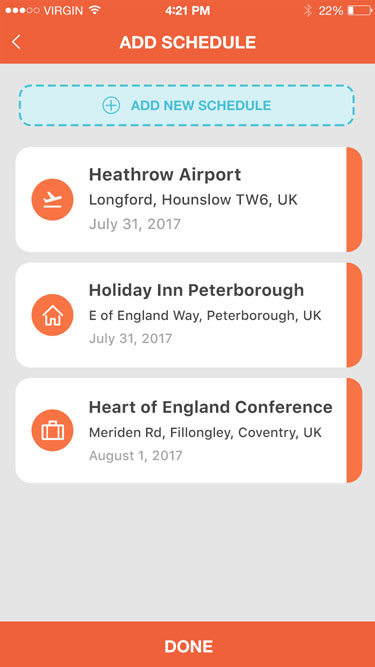 VIRGIN 4:21 PM 22%
ADD SCHEDULE
ADD NEW SCHEDULE
Heathrow Airport
Longford, Hounslow TW6, UK
July 31, 2017
Holiday Inn Peterborough
E of England Way, Peterborough, UK
July 31, 2017
Heart of England Conference
Meriden Rd, Fillongley, Coventry, UK
August 1, 2017
DONE